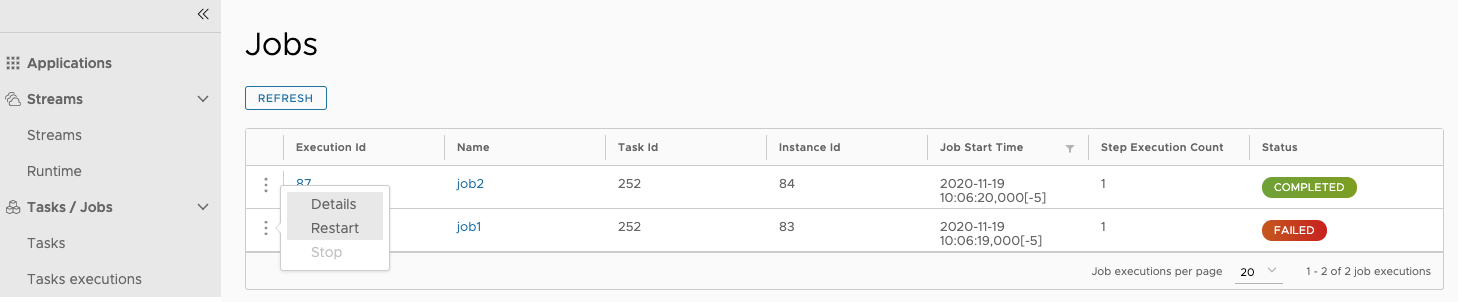 Applications
Streams
Streams
Runtime
Tasks / Jobs
Tasks
Tasks executions
Jobs
REFRESH
Execution Id Name Task Id Instance Id Job Start Time Step Execution Count Status
87 job2 252 84 2020-11-19 1 COMPLETED
10:06:20,000[-5]
Details
Restart
Stop
job1 252 83 2020-11-19 1 FAILED
10:06:19,000[-5]
Job executions per page 20 1 - 2 of 2 job executions